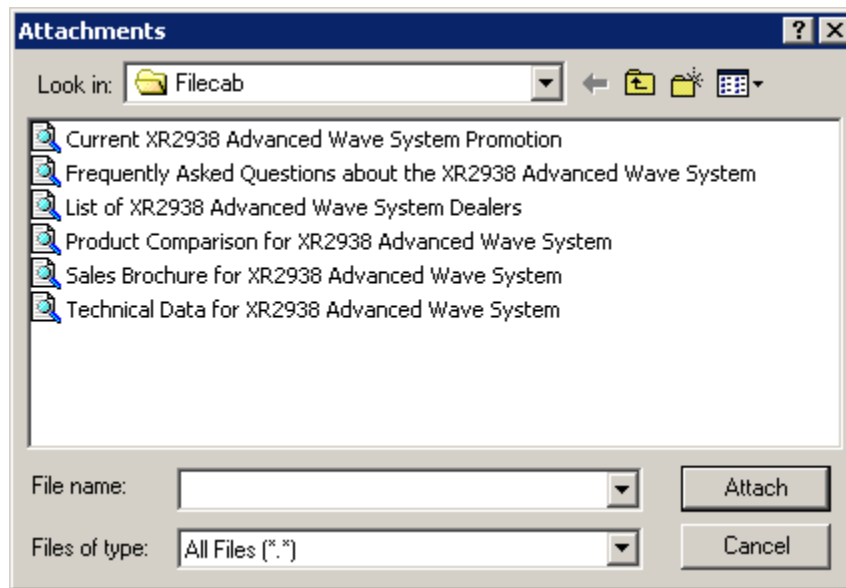 Attachments
Look in: Filecab
Current XR2938 Advanced Wave System Promotion
Frequently Asked Questions about the XR2938 Advanced Wave System
List of XR2938 Advanced Wave System Dealers
Product Comparison for XR2938 Advanced Wave System
Sales Brochure for XR2938 Advanced Wave System
Technical Data for XR2938 Advanced Wave System
File name: Attach
Files of type: All Files (*.*) Cancel